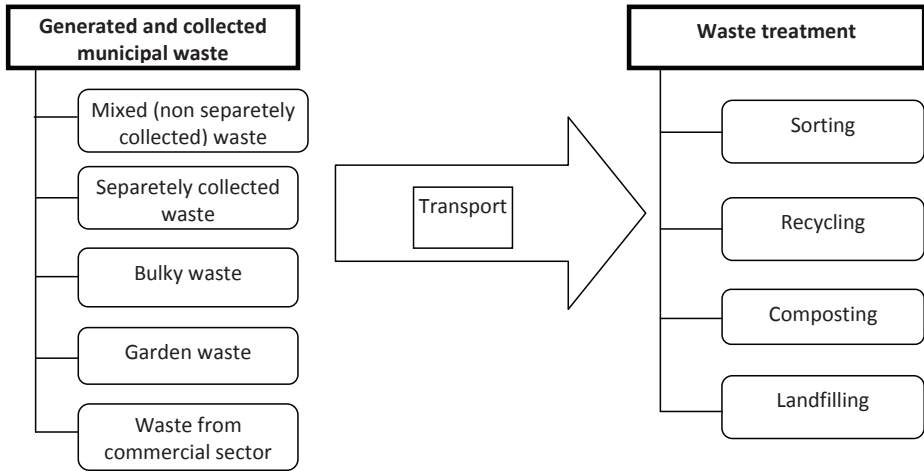 Generated and collected
municipal waste
Mixed (non separetely
collected) waste
Separetely collected
waste
Bulky waste
Garden waste
Waste from
commercial sector
Transport
Waste treatment
Sorting
Recycling
Composting
Landfilling